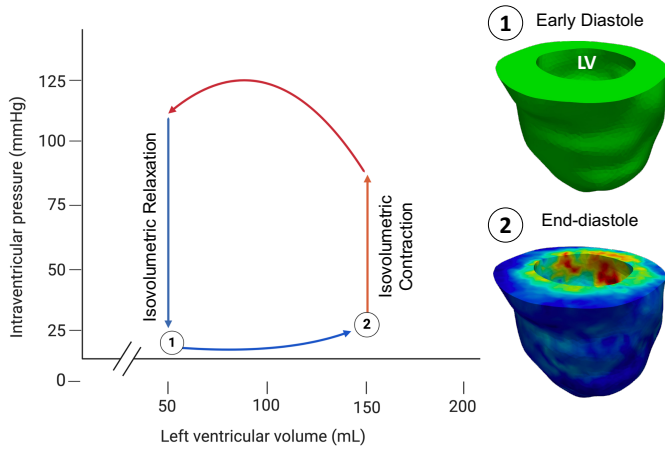 1 Early Diastole
LV
2 End-diastole
Intraventricular pressure (mmHg)
125
100
75
50
25
0
Isovolumetric Relaxation
Isovolumetric
Contraction
1
2
50
100
150
200
Left ventricular volume (mL)